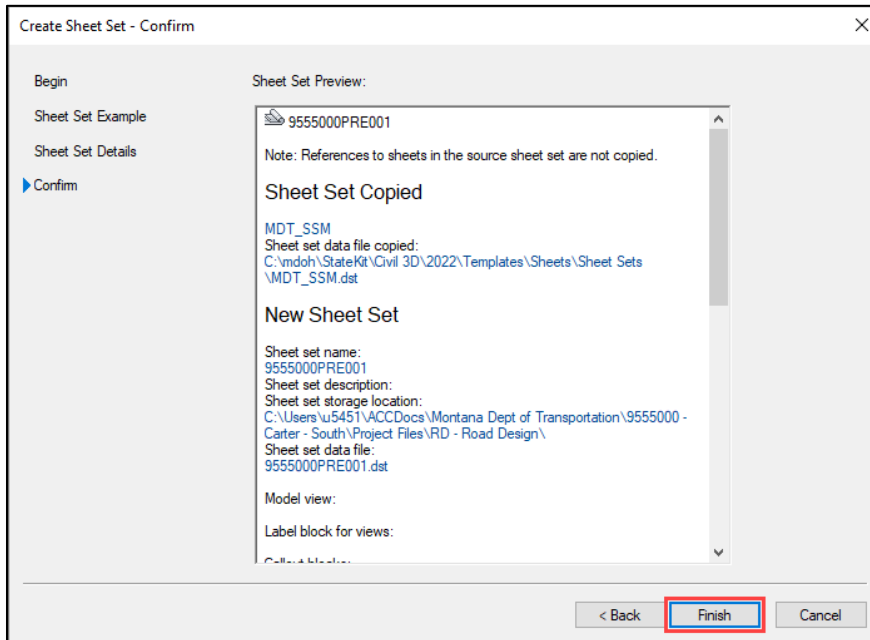 Create Sheet Set - Confirm
Begin
Sheet Set Example
Sheet Set Details
Confirm
Sheet Set Preview:
9555000PRE001
Note: References to sheets in the source sheet set are not copied.
Sheet Set Copied
MDT_SSM
Sheet set data file copied:
C:\mdoh\StateKit\Civil 3D\2022\Templates\Sheets\Sheet Sets
\MDT_SSM.dst
New Sheet Set
Sheet set name:
9555000PRE001
Sheet set description:
Sheet set storage location:
C:\Users\u5451\ACCDocs\Montana Dept of Transportation\9555000 -
Carter - South\Project Files\RD - Road Design\
Sheet set data file:
9555000PRE001.dst
Model view:
Label block for views:
< Back
Finish
Cancel